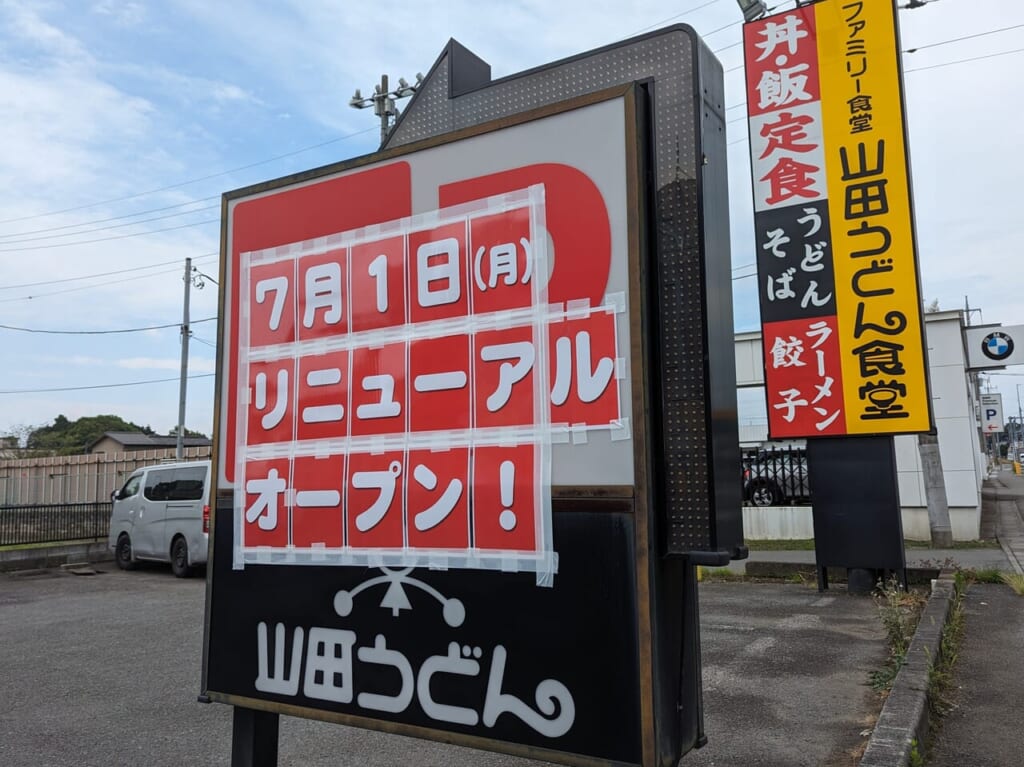 7月1日(月)
リニューアル
オープン!
山田うどん
ファミリー食堂 山田うどん食堂
丼・飯
定食
うどん
そば
ラーメン
餃子
BMW
P